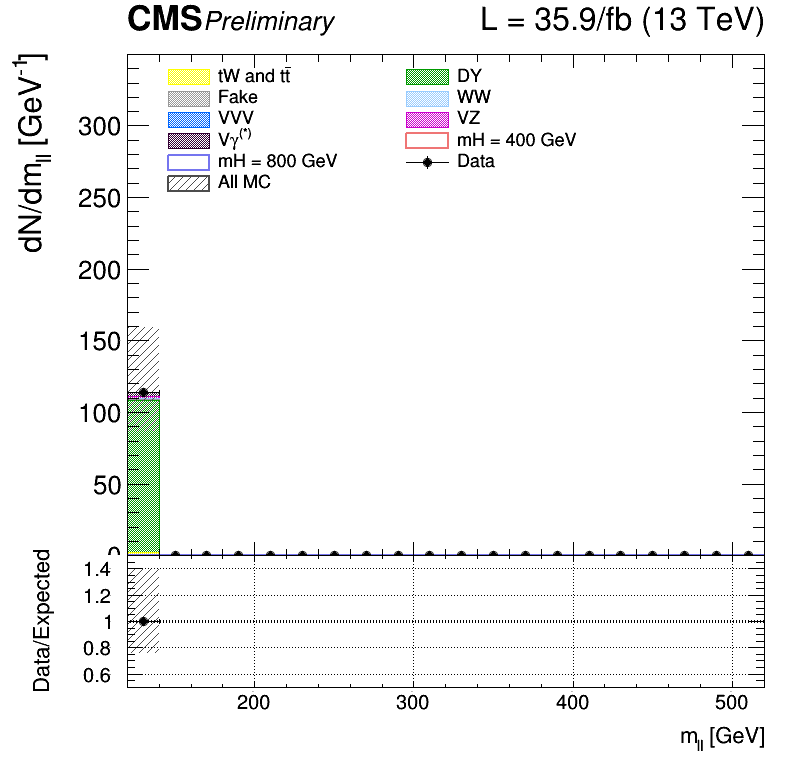 CMS Preliminary L = 35.9/fb (13 TeV)
dN/dm_ll [GeV^-1]
tW and tt̄ DY
Fake WW
VVV VZ
Vγ^(*) mH = 400 GeV
mH = 800 GeV Data
All MC
300
250
200
150
100
50
0
Data/Expected
1.4
1.2
1
0.8
0.6
200 300 400 500
m_ll [GeV]